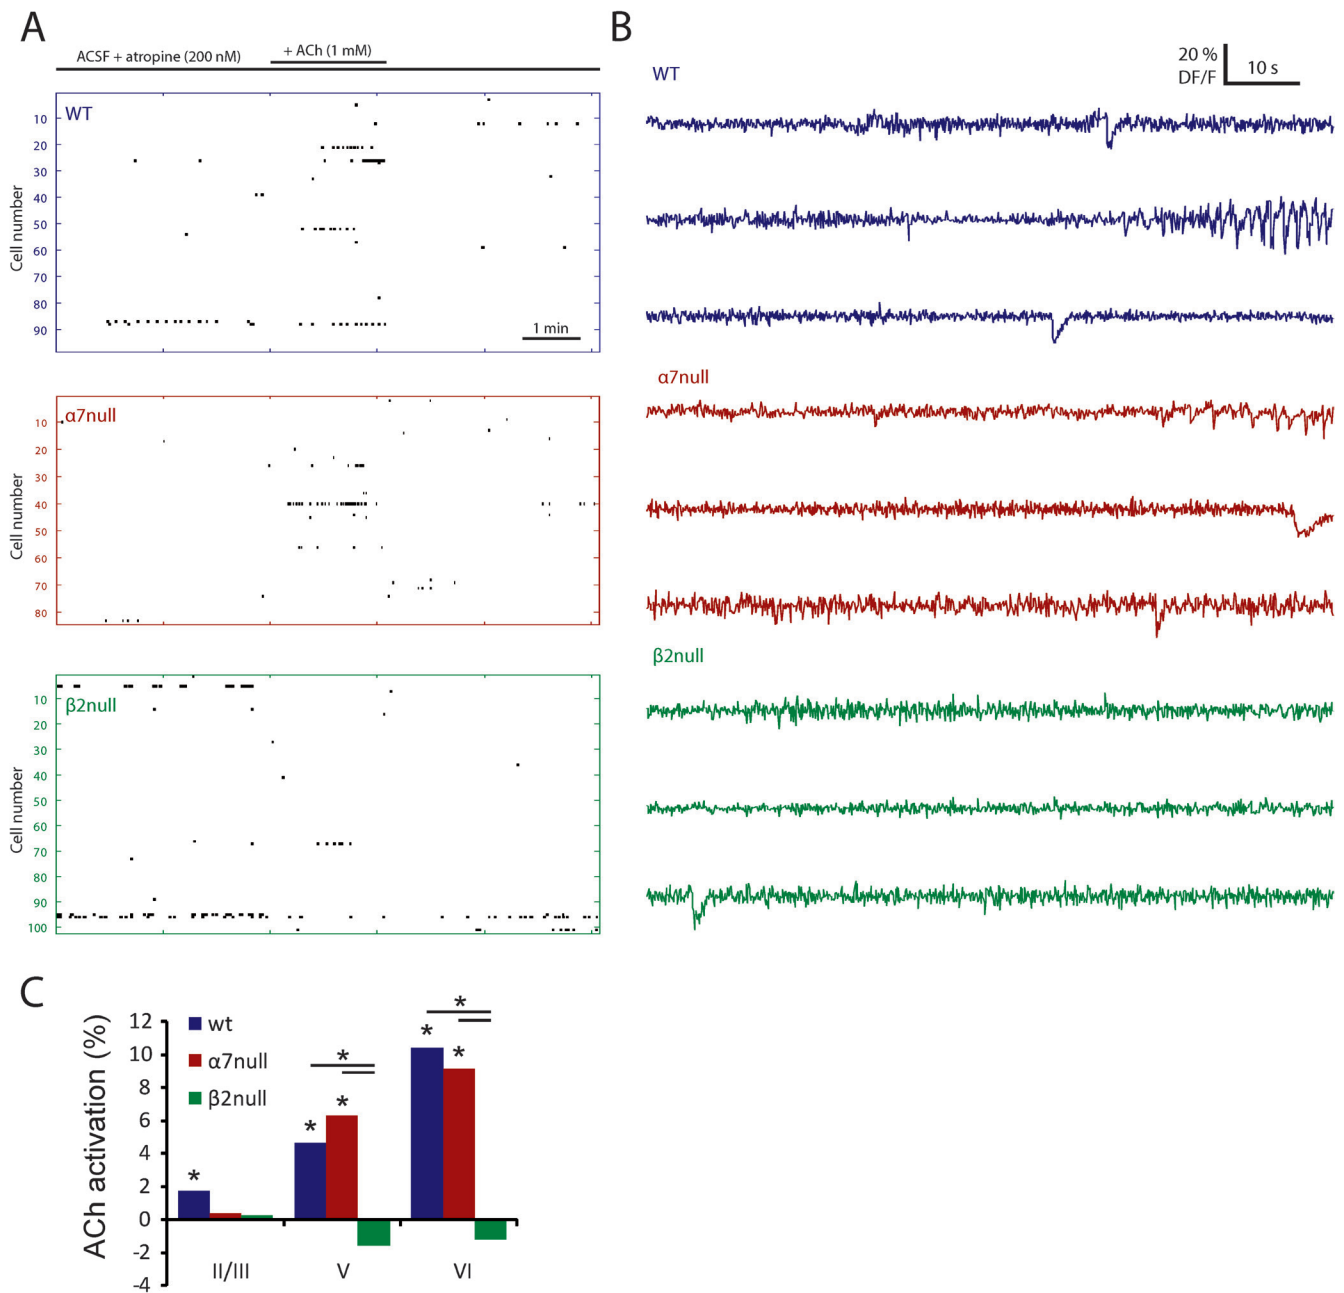 A
B
ACSF + atropine (200 nM)
+ ACh (1 mM)
20 %
DF/F
10 s
WT
WT
10
20
30
40
50
60
70
80
90
Cell number
1 min
α7null
α7null
10
20
30
40
50
60
70
80
Cell number
β2null
β2null
10
20
30
40
50
60
70
80
90
100
Cell number
C
ACh activation (%)
12
10
8
6
4
2
0
-2
-4
wt
α7null
β2null
*
*
*
*
*
*
*
II/III
V
VI